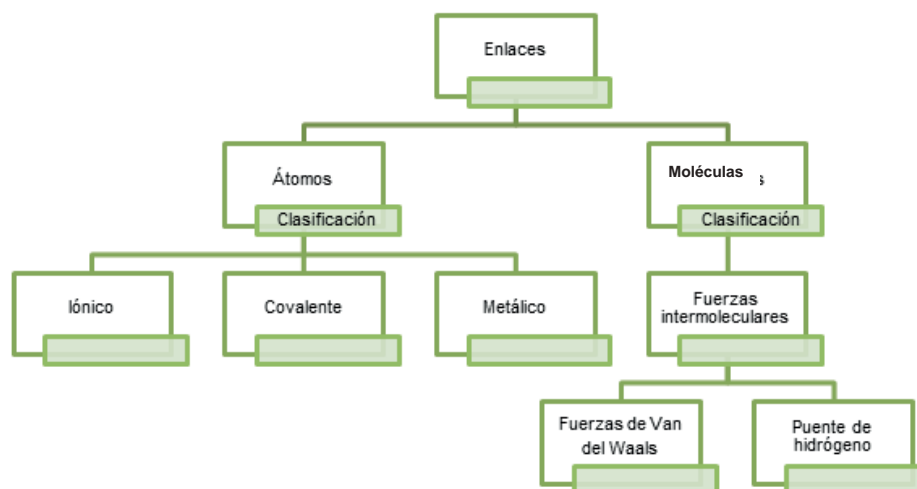 Enlaces
Átomos
Moléculas s
Clasificación
Clasificación
Iónico
Covalente
Metálico
Fuerzas
intermoleculares
Fuerzas de Van
del Waals
Puente de
hidrógeno